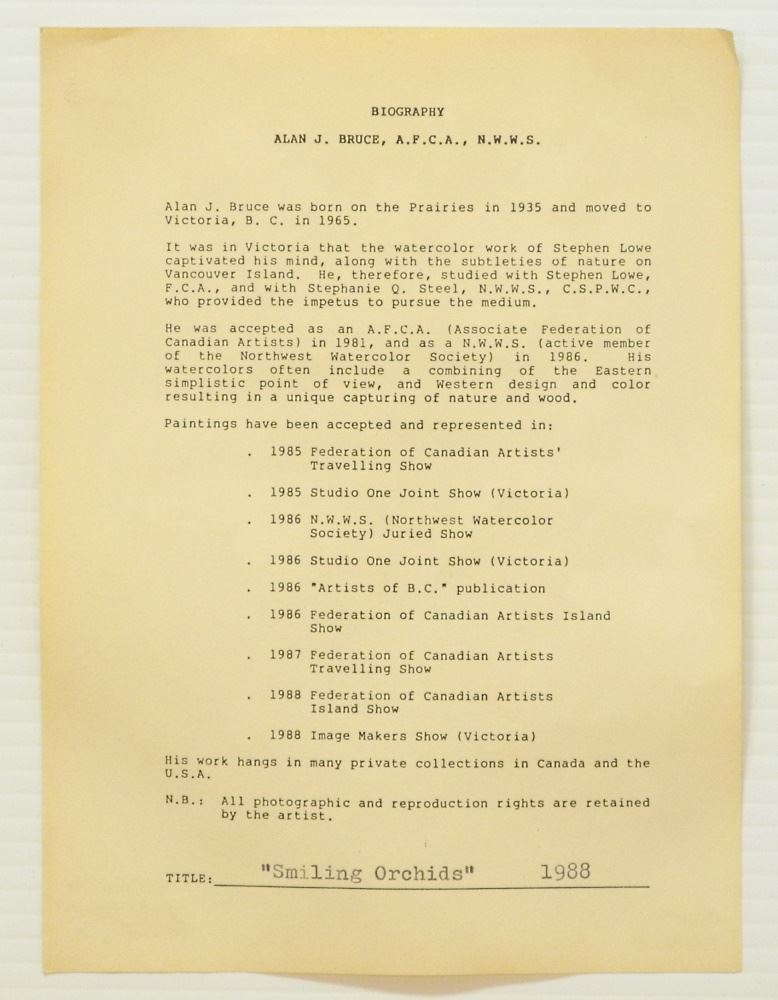 BIOGRAPHY
ALAN J. BRUCE, A.F.C.A., N.W.W.S.
Alan J. Bruce was born on the Prairies in 1935 and moved to
Victoria, B. C. in 1965.
It was in Victoria that the watercolor work of Stephen Lowe
captivated his mind, along with the subtleties of nature on
Vancouver Island. He, therefore, studied with Stephen Lowe,
F.C.A., and with Stephanie Q. Steel, N.W.W.S., C.S.P.W.C.,
who provided the impetus to pursue the medium.
He was accepted as an A.F.C.A. (Associate Federation of
Canadian Artists) in 1981, and as a N.W.W.S. (active member
of the Northwest Watercolor Society) in 1986. His
watercolors often include a combining of the Eastern
simplistic point of view, and Western design and color
resulting in a unique capturing of nature and wood.
Paintings have been accepted and represented in:
. 1985 Federation of Canadian Artists'
Travelling Show
. 1985 Studio One Joint Show (Victoria)
. 1986 N.W.W.S. (Northwest Watercolor
Society) Juried Show
. 1986 Studio One Joint Show (Victoria)
. 1986 "Artists of B.C." publication
. 1986 Federation of Canadian Artists Island
Show
. 1987 Federation of Canadian Artists
Travelling Show
. 1988 Federation of Canadian Artists
Island Show
. 1988 Image Makers Show (Victoria)
His work hangs in many private collections in Canada and the
U.S.A.
N.B.: All photographic and reproduction rights are retained
by the artist.
TITLE: "Smiling Orchids" 1988